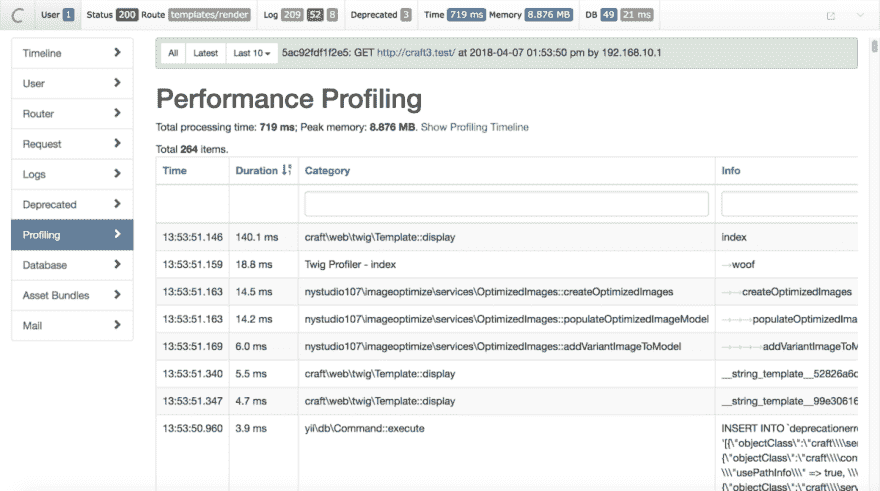 User 1 Status 200 Route templates/render Log 209 52 8 Deprecated 3 Time 719 ms Memory 8.876 MB DB 49 21 ms
Timeline
User
Router
Request
Logs
Deprecated
Profiling
Database
Asset Bundles
Mail
All Latest Last 10 5ac92fdf1f2e5: GET http://craft3.test/ at 2018-04-07 01:53:50 pm by 192.168.10.1
Performance Profiling
Total processing time: 719 ms; Peak memory: 8.876 MB. Show Profiling Timeline
Total 264 items.
Time Duration Category Info
13:53:51.146 140.1 ms craft\web\twig\Template::display index
13:53:51.159 18.8 ms Twig Profiler - index →woof
13:53:51.163 14.5 ms nystudio107\imageoptimize\services\OptimizedImages::createOptimizedImages →→createOptimizedImages
13:53:51.163 14.2 ms nystudio107\imageoptimize\services\OptimizedImages::populateOptimizedImageModel →→→populateOptimizedIma
13:53:51.169 6.0 ms nystudio107\imageoptimize\services\OptimizedImages::addVariantImageToModel →→→→addVariantImageToM
13:53:51.340 5.5 ms craft\web\twig\Template::display __string_template__52826a6c
13:53:51.347 4.7 ms craft\web\twig\Template::display __string_template__99e30616
13:53:50.960 3.9 ms yii\db\Command::execute INSERT INTO `deprecationerr
'[{\"objectClass\":\"craft\\\\ser
{\"objectClass\":\"craft\\\\con
\\\"usePathInfo\\\" => true, \\
{\"objectClass\":\"craft\\\\serv